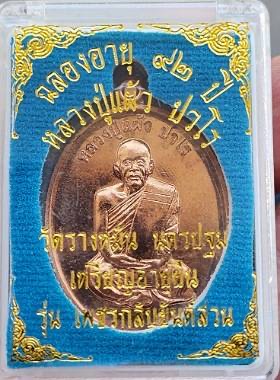 ฉลองอายุ ๙๒ ปี
หลวงปู่แผ้ว ปวโร
หลวงปู่แผ้ว ปวโร
วัดรางหมัน นครปฐม
เหรียญอายุยืน
รุ่น เพชรกลับยันต์สวน